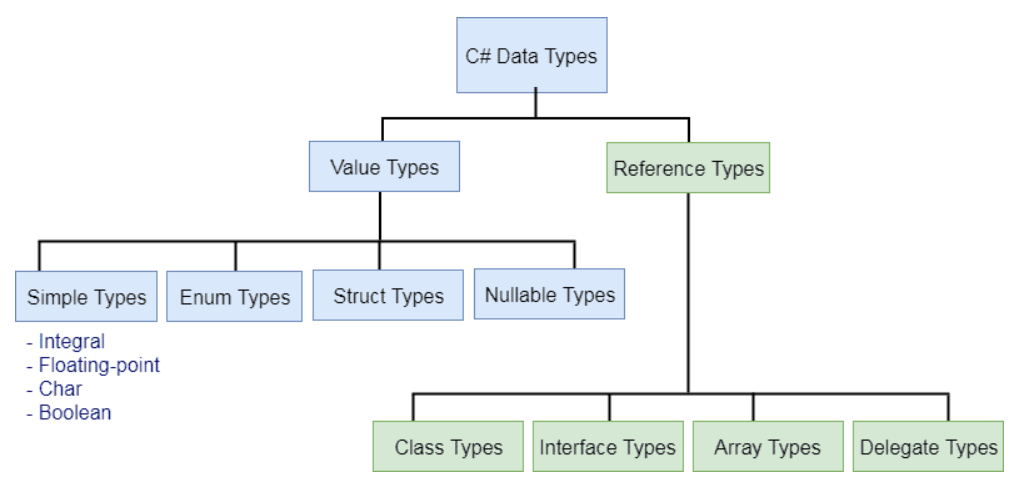 C# Data Types
Value Types
Reference Types
Simple Types
Enum Types
Struct Types
Nullable Types
- Integral
- Floating-point
- Char
- Boolean
Class Types
Interface Types
Array Types
Delegate Types